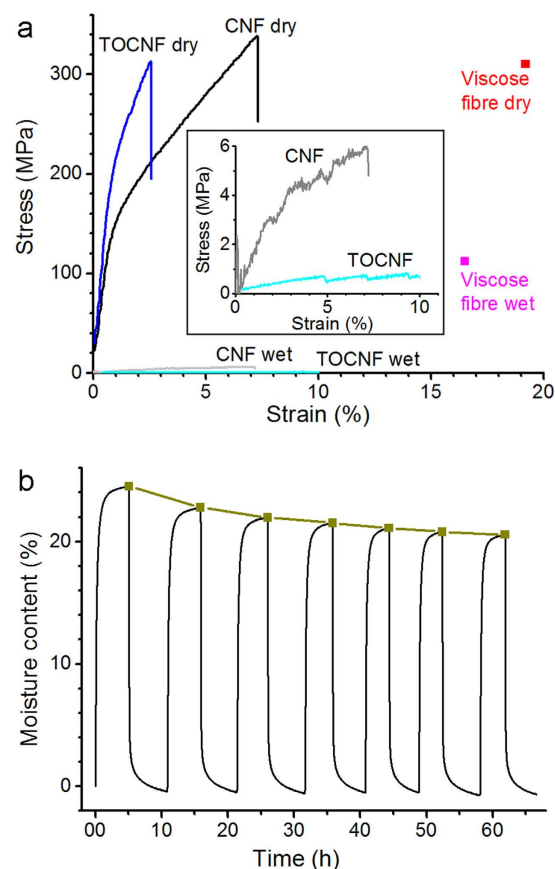 a
TOCNF dry
CNF dry
Viscose
fibre dry
Viscose
fibre wet
CNF
TOCNF
Stress (MPa)
6
4
2
0
0
5
10
Strain (%)
CNF wet
TOCNF wet
Stress (MPa)
300
200
100
0
0
5
10
15
20
Strain (%)
b
Moisture content (%)
20
10
0
00
10
20
30
40
50
60
Time (h)